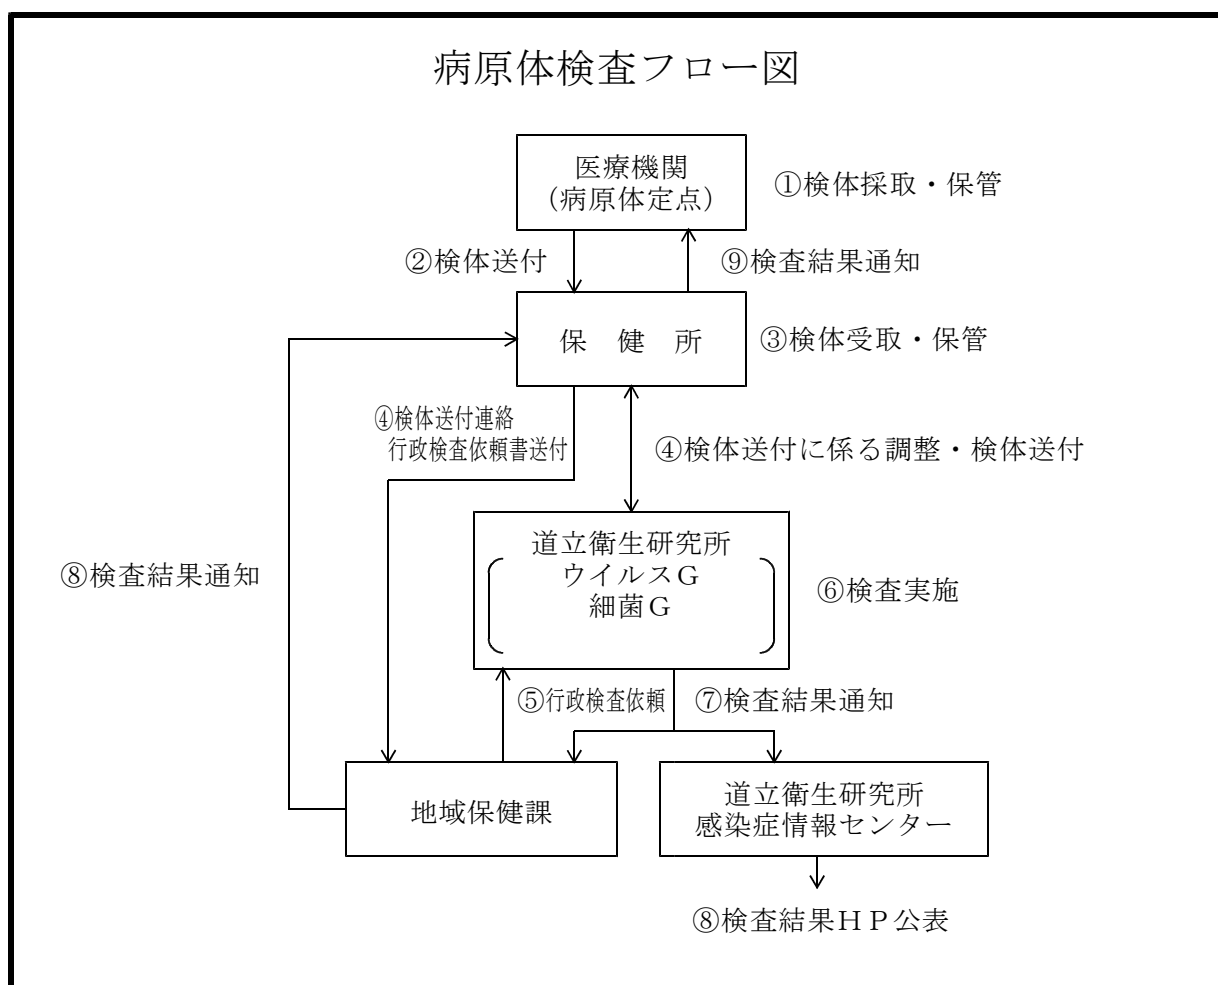 病原体検査フロー図
医療機関
（病原体定点）
①検体採取・保管
②検体送付
⑨検査結果通知
保　健　所
③検体受取・保管
④検体送付連絡
行政検査依頼書送付
④検体送付に係る調整・検体送付
道立衛生研究所
ウイルスＧ
細菌Ｇ
⑥検査実施
⑧検査結果通知
⑤行政検査依頼
⑦検査結果通知
地域保健課
道立衛生研究所
感染症情報センター
⑧検査結果ＨＰ公表